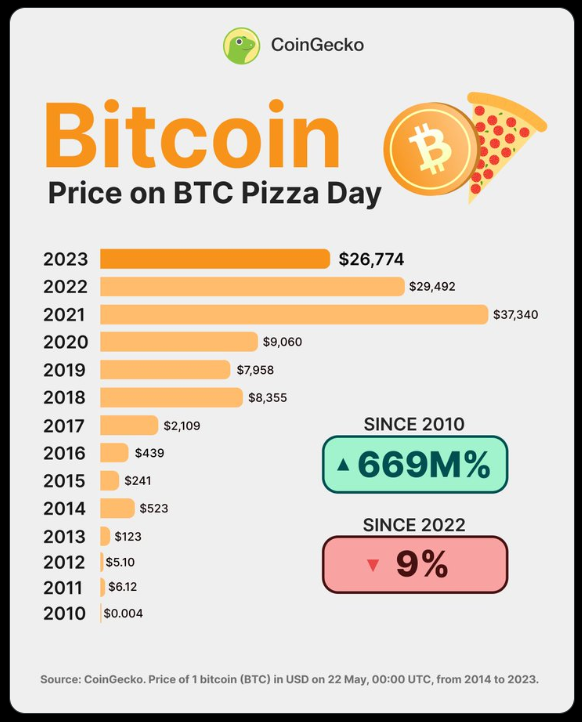 CoinGecko
Bitcoin
Price on BTC Pizza Day
2023 $26,774
2022 $29,492
2021 $37,340
2020 $9,060
2019 $7,958
2018 $8,355
2017 $2,109
2016 $439
2015 $241
2014 $523
2013 $123
2012 $5.10
2011 $6.12
2010 $0.004
SINCE 2010
▲ 669M%
SINCE 2022
▼ 9%
Source: CoinGecko. Price of 1 bitcoin (BTC) in USD on 22 May, 00:00 UTC, from 2014 to 2023.